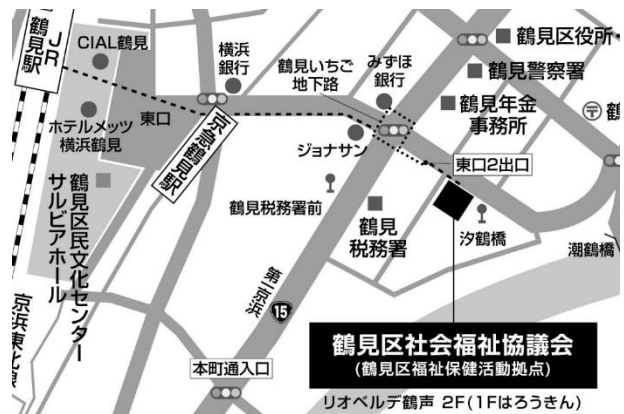 JR
鶴見駅
CIAL鶴見
ホテルメッツ
横浜鶴見
東口
鶴見区民文化センター
サルビアホール
京浜東北線
横浜
銀行
京急鶴見駅
鶴見いちご
地下路
みずほ
銀行
ジョナサン
鶴見区役所
鶴見警察署
鶴見年金
事務所
〒鶴
東口2出口
鶴見税務署前
鶴見
税務署
汐鶴橋
潮鶴橋
第二京浜
15
本町通入口
鶴見区社会福祉協議会
(鶴見区福祉保健活動拠点)
リオベルデ鶴声 2F(1Fはろうきん)